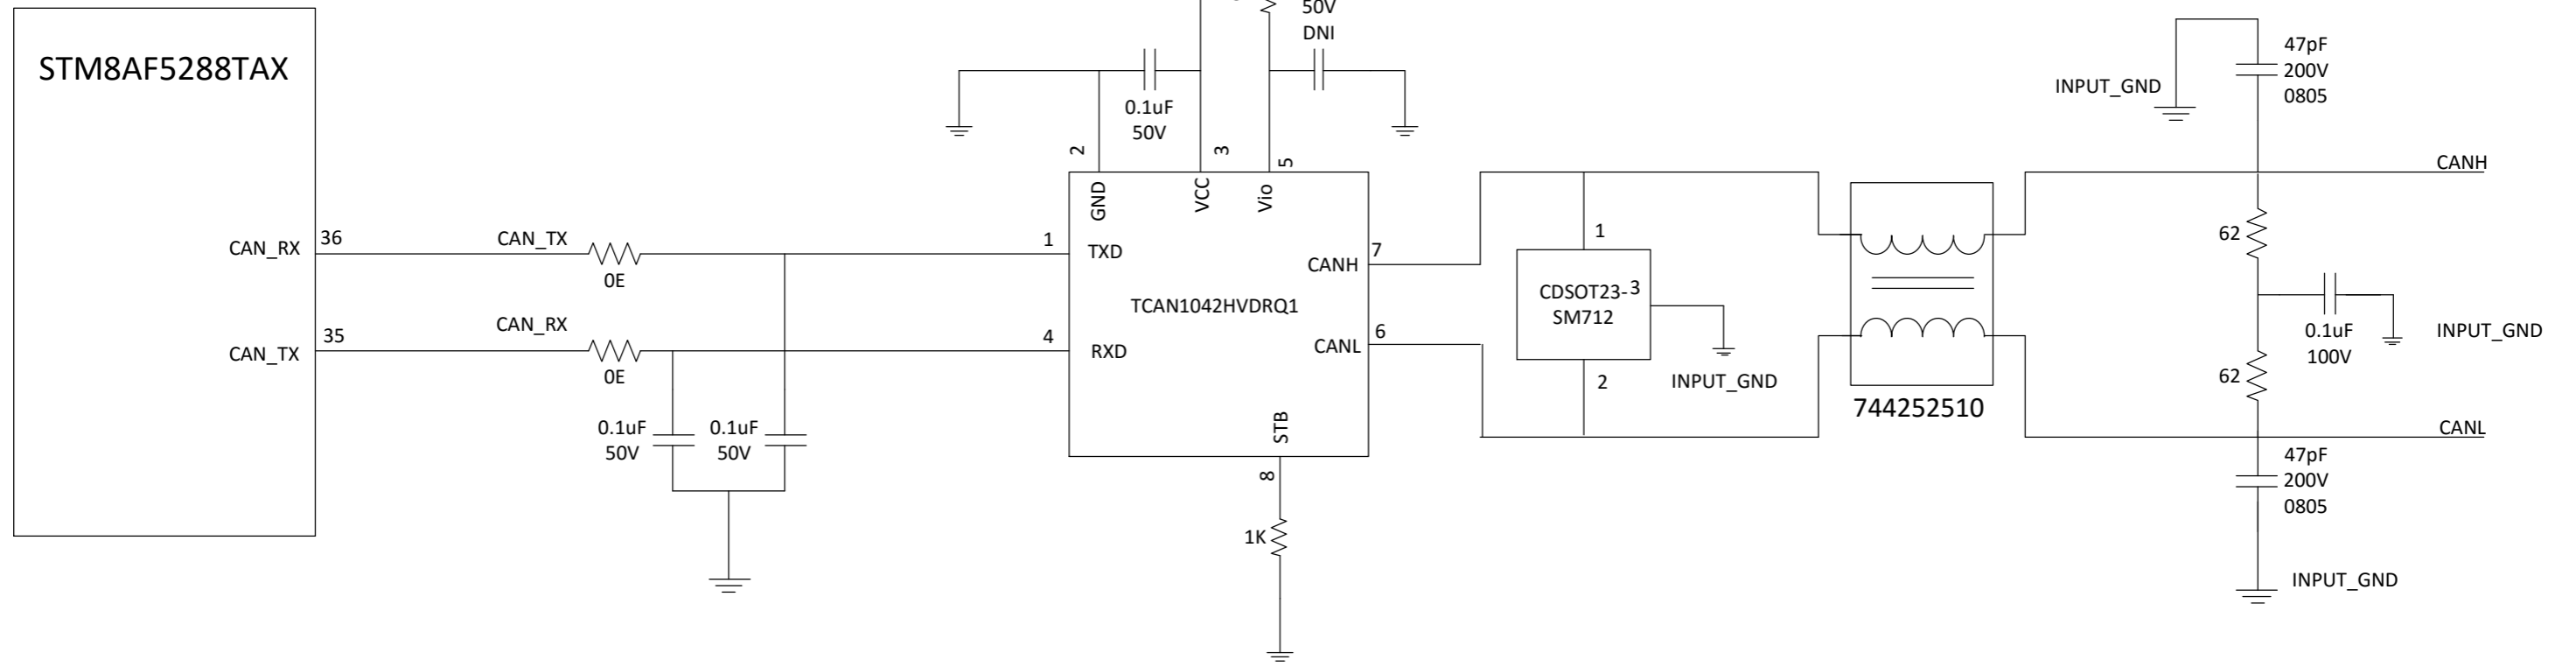 50V
DNI
STM8AF5288TAX
47pF
200V
0805
INPUT_GND
0.1uF
50V
2
3
5
CANH
GND
VCC
Vio
36
CAN_TX
1
CAN_RX
0E
TXD
7
CANH
1
62
TCAN1042HVDRQ1
CDSOT23-3
SM712
35
CAN_RX
4
CAN_TX
0E
RXD
6
CANL
2
INPUT_GND
0.1uF
100V
INPUT_GND
62
744252510
0.1uF
50V
0.1uF
50V
STB
8
CANL
47pF
200V
0805
1K
INPUT_GND